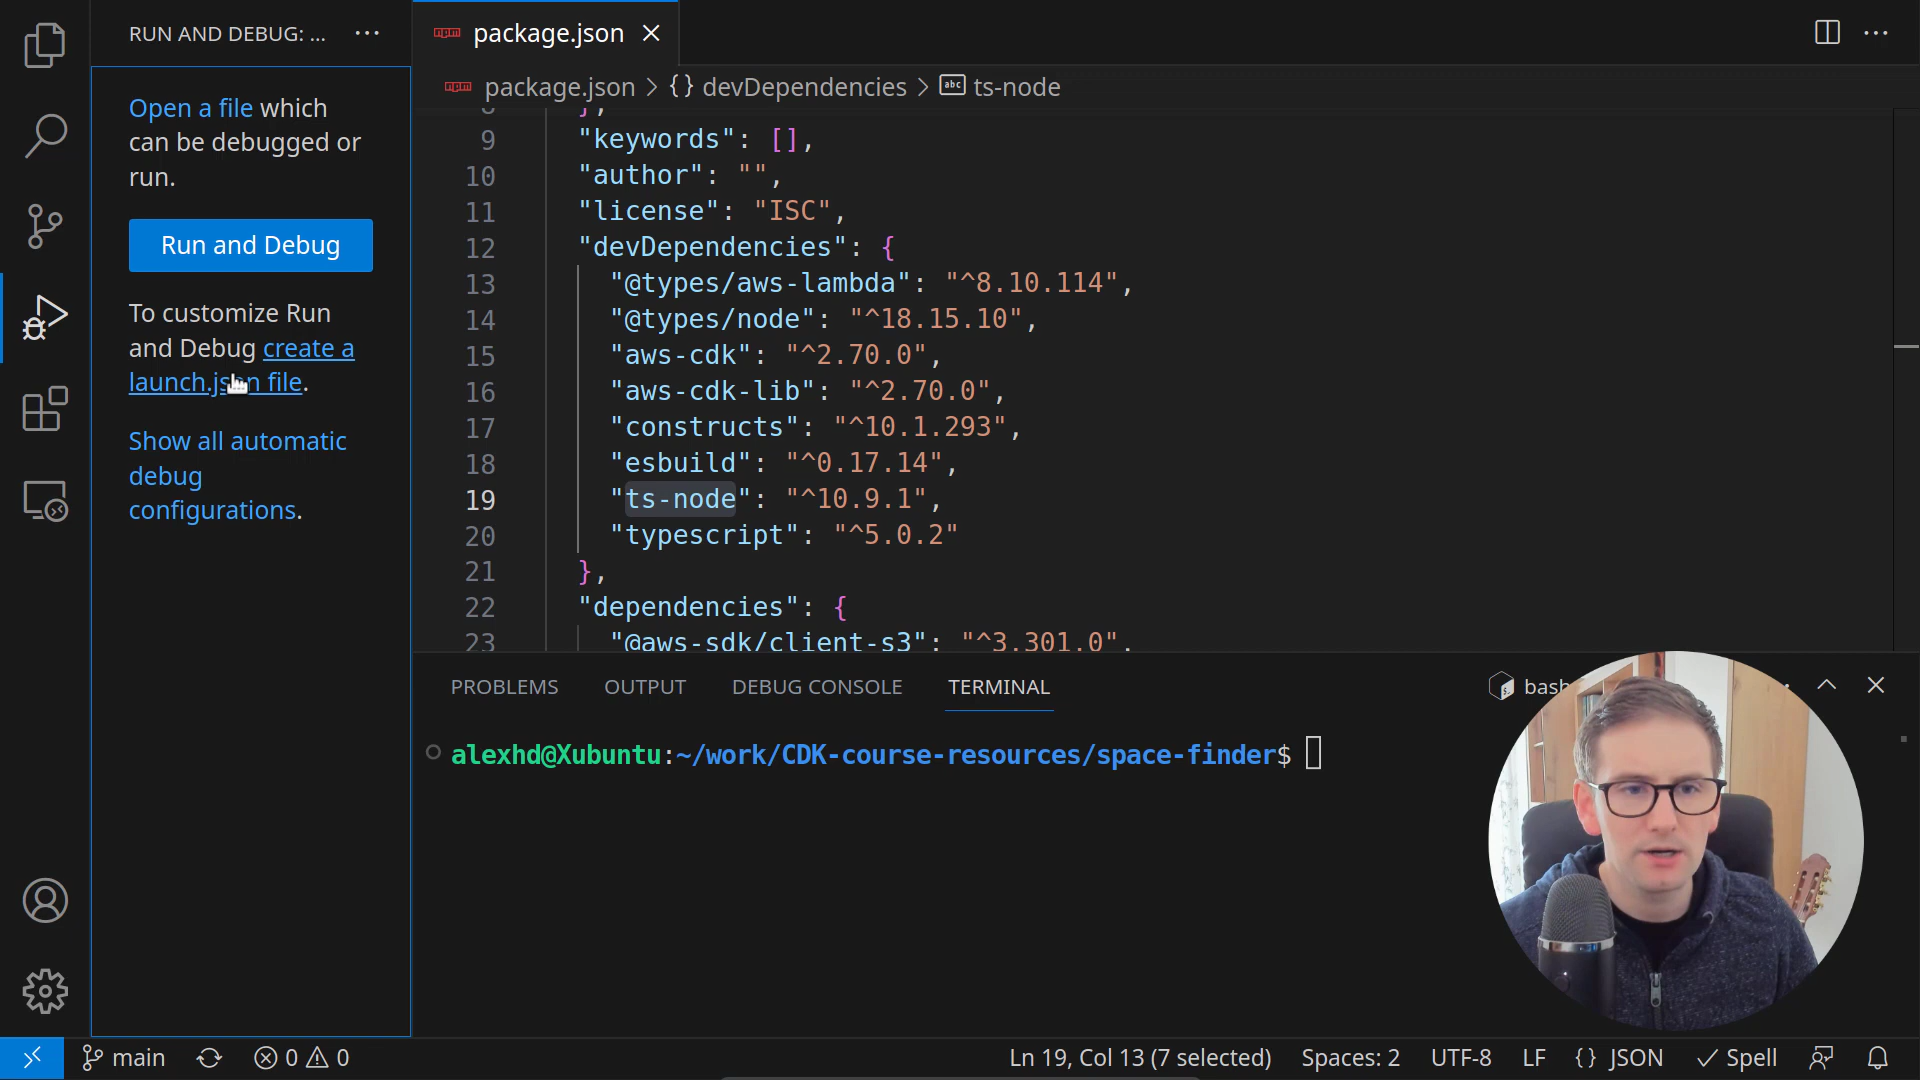 RUN AND DEBUG: ...
package.json
package.json > {} devDependencies > abc ts-node
Open a file which
can be debugged or
run.
Run and Debug
To customize Run
and Debug create a
launch.json file.
Show all automatic
debug
configurations.
8 },
9 "keywords": [],
10 "author": "",
11 "license": "ISC",
12 "devDependencies": {
13 "@types/aws-lambda": "^8.10.114",
14 "@types/node": "^18.15.10",
15 "aws-cdk": "^2.70.0",
16 "aws-cdk-lib": "^2.70.0",
17 "constructs": "^10.1.293",
18 "esbuild": "^0.17.14",
19 "ts-node": "^10.9.1",
20 "typescript": "^5.0.2"
21 },
22 "dependencies": {
23 "@aws-sdk/client-s3": "^3.301.0",
PROBLEMS OUTPUT DEBUG CONSOLE TERMINAL bash
alexhd@Xubuntu:~/work/CDK-course-resources/space-finder$
main 0 0 Ln 19, Col 13 (7 selected) Spaces: 2 UTF-8 LF {} JSON Spell